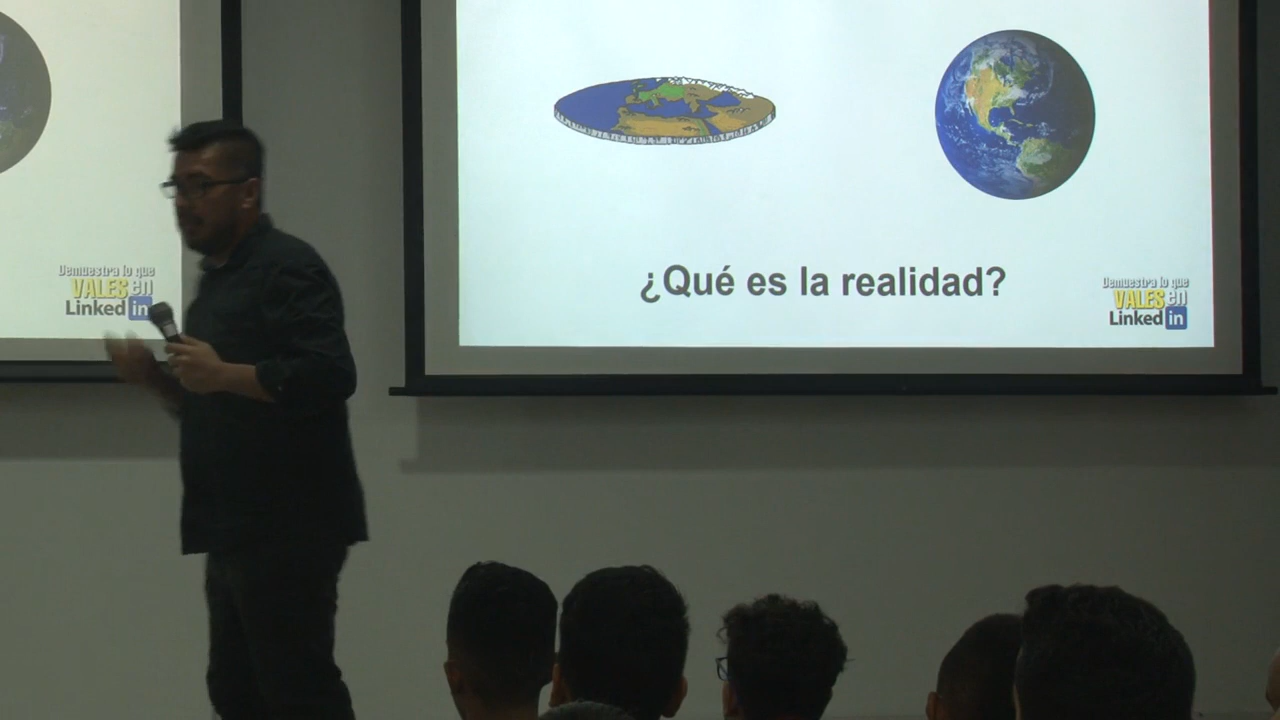 Demuestra lo que
VALES en
Linked in
¿Qué es la realidad?
Demuestra lo que
VALES en
Linked in